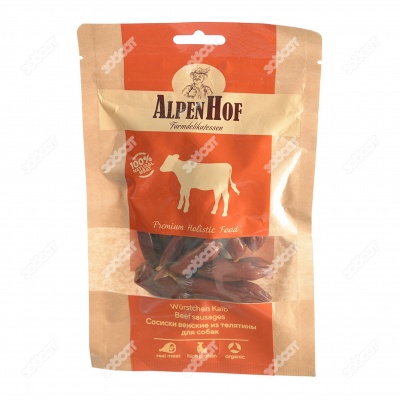 ALPENHOF
Farmdelikatessen
100%
Premium Holistic Food
Würstchen Kalb
Beef sausages
Сосиски венские из телятины
для собак
real meat
organic